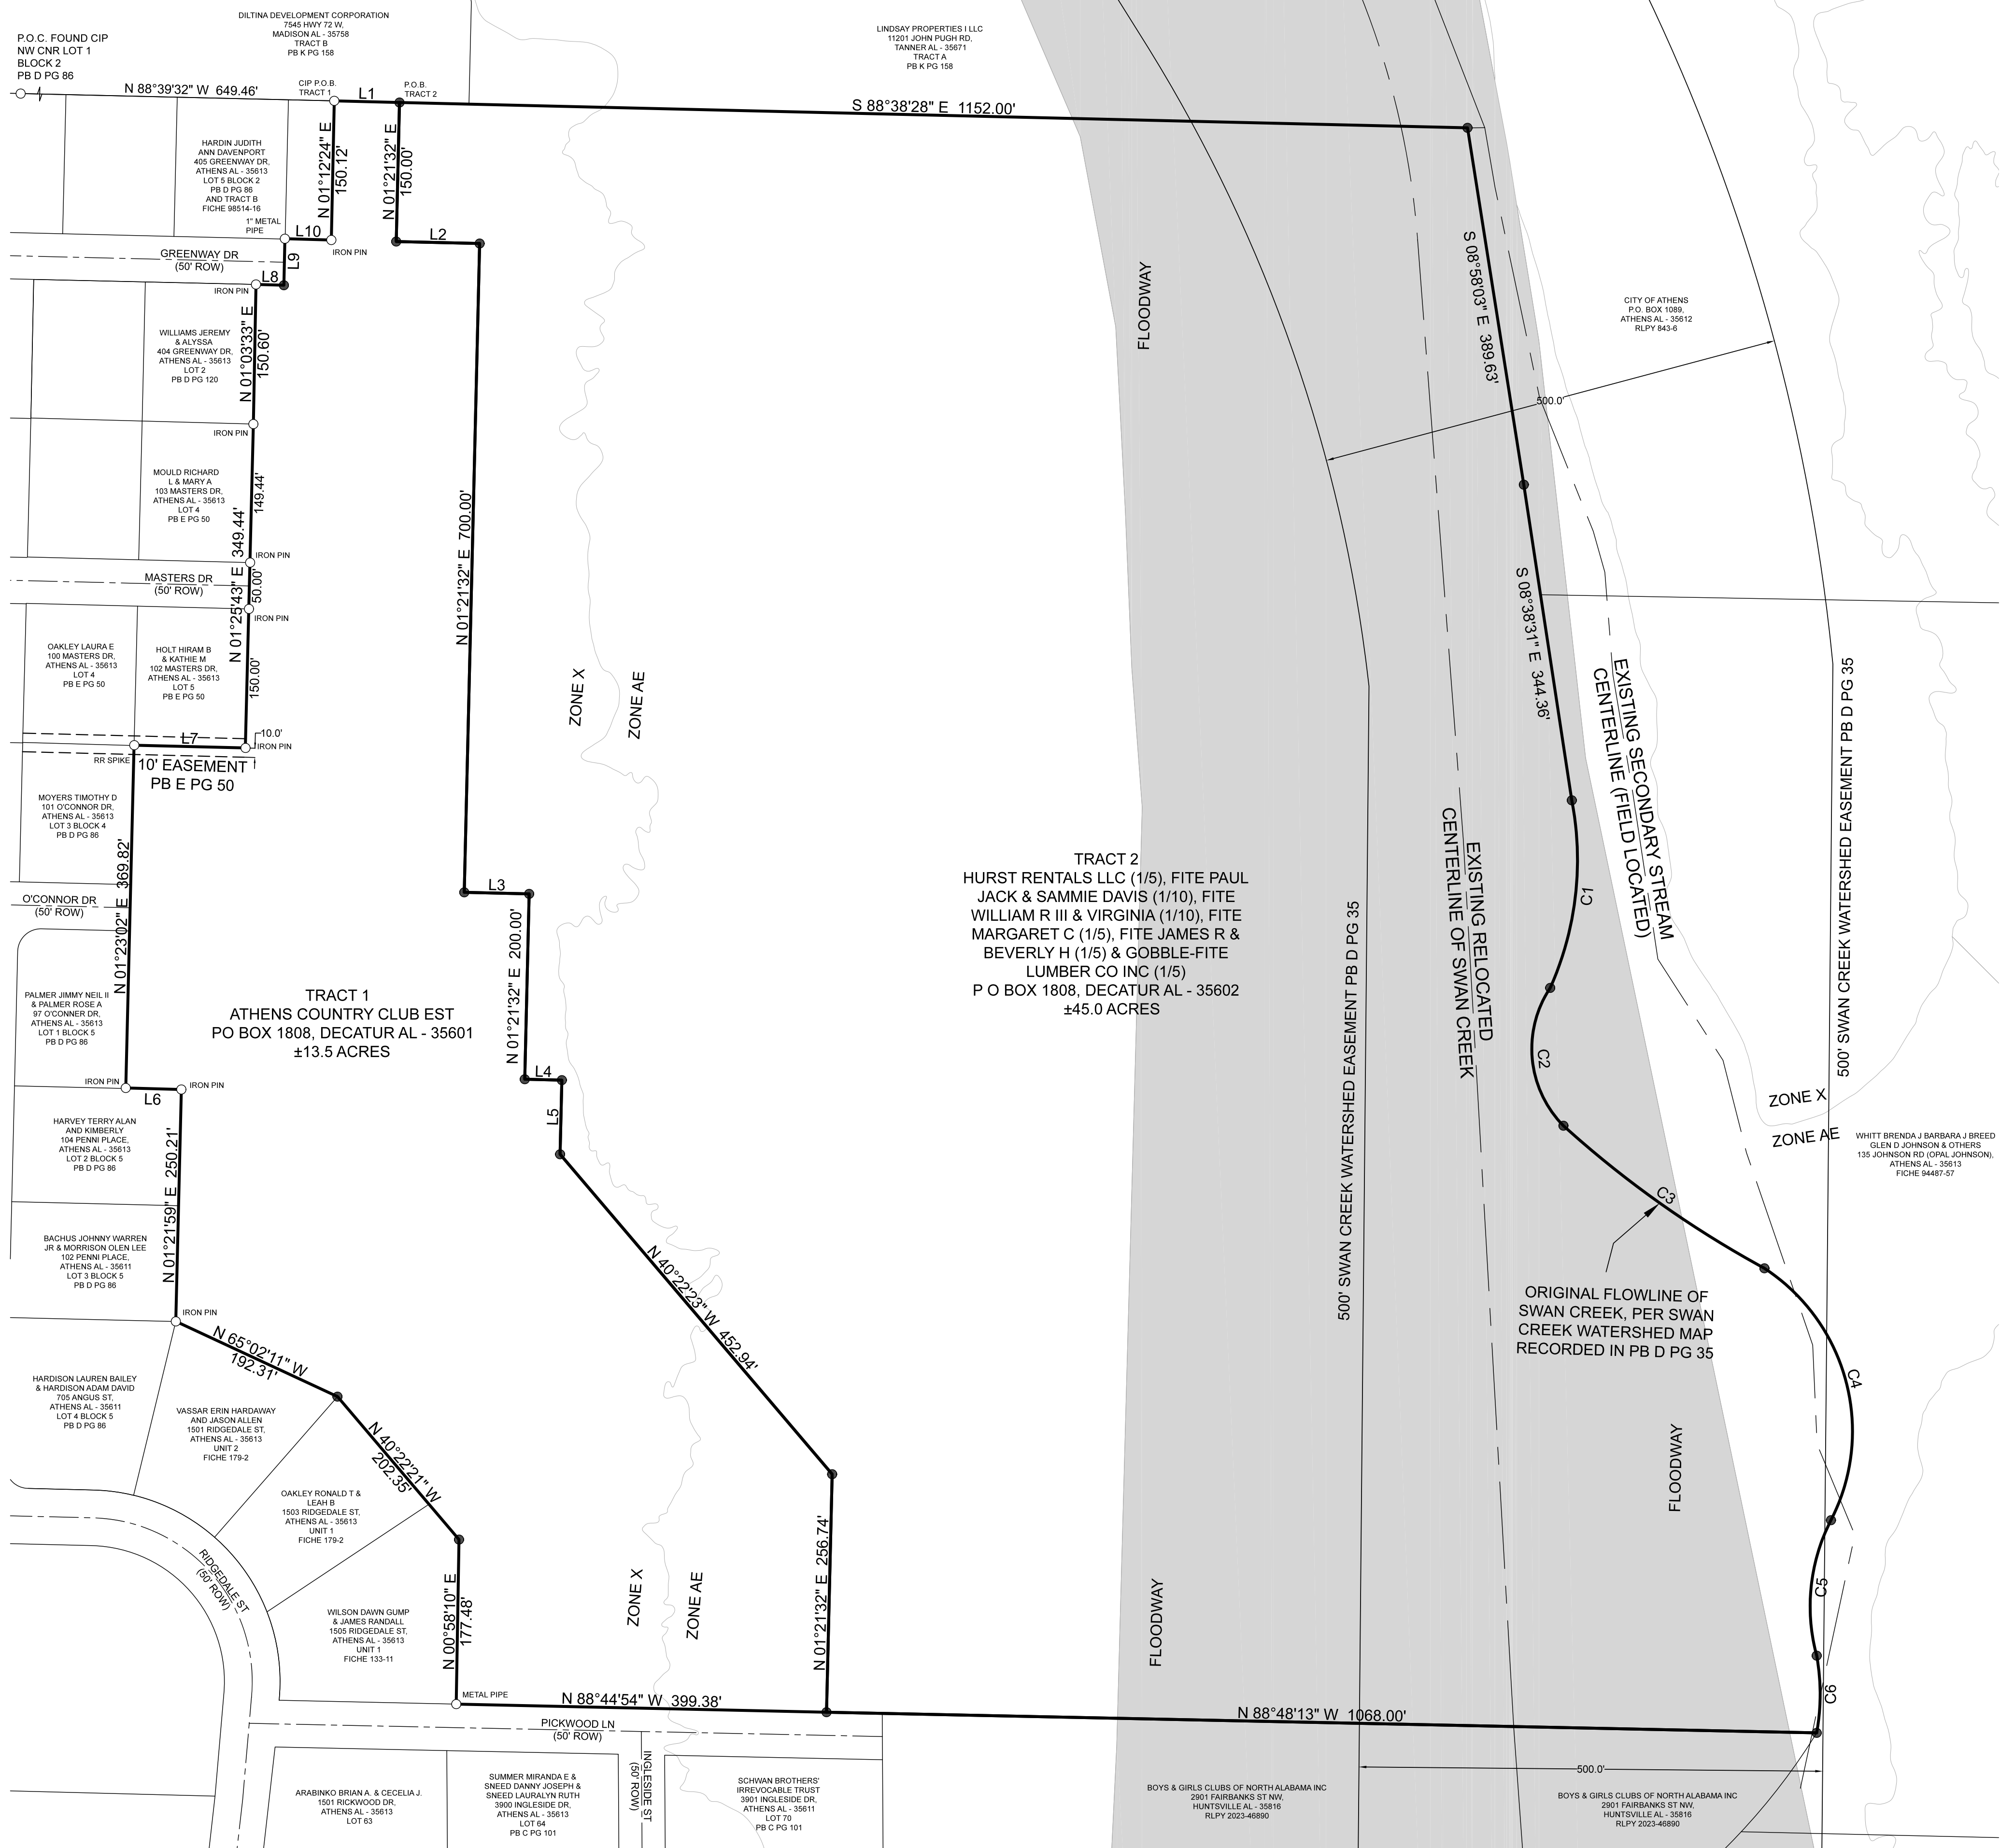 DILTINA DEVELOPMENT CORPORATION
7545 HWY 72 W,
MADISON AL - 35758
TRACT B
PB K PG 158
LINDSAY PROPERTIES I LLC
11201 JOHN PUGH RD,
TANNER AL - 35671
TRACT A
PB K PG 158
P.O.C. FOUND CIP
NW CNR LOT 1
BLOCK 2
PB D PG 86
N 88°39'32" W 649.46'
CIP P.O.B.
TRACT 1
L1
P.O.B.
TRACT 2
S 88°38'28" E 1152.00'
HARDIN JUDITH
ANN DAVENPORT
405 GREENWAY DR,
ATHENS AL - 35613
LOT 5 BLOCK 2
PB D PG 86
AND TRACT B
FICHE 98514-16
N 01°12'24" E
150.12'
N 01°21'32" E
150.00'
1" METAL
PIPE
L10
IRON PIN
L2
GREENWAY DR
(50' ROW)
L9
L8
IRON PIN
S 08°58'03" E 389.63'
FLOODWAY
CITY OF ATHENS
P.O. BOX 1089,
ATHENS AL - 35612
RLPY 843-6
500.0'
WILLIAMS JEREMY
& ALYSSA
404 GREENWAY DR,
ATHENS AL - 35613
LOT 2
PB D PG 120
N 01°03'33" E
150.60'
IRON PIN
MOULD RICHARD
L & MARY A
103 MASTERS DR,
ATHENS AL - 35613
LOT 4
PB E PG 50
149.44'
N 01°25'43" E 349.44'
IRON PIN
MASTERS DR
(50' ROW)
50.00'
IRON PIN
N 01°21'32" E 700.00'
S 08°38'31" E 344.36'
OAKLEY LAURA E
100 MASTERS DR,
ATHENS AL - 35613
LOT 4
PB E PG 50
HOLT HIRAM B
& KATHIE M
102 MASTERS DR,
ATHENS AL - 35613
LOT 5
PB E PG 50
150.00'
ZONE X
ZONE AE
L7
10.0'
IRON PIN
RR SPIKE
10' EASEMENT
PB E PG 50
EXISTING SECONDARY STREAM
CENTERLINE (FIELD LOCATED)
500' SWAN CREEK WATERSHED EASEMENT PB D PG 35
MOYERS TIMOTHY D
101 O'CONNOR DR,
ATHENS AL - 35613
LOT 3 BLOCK 4
PB D PG 86
N 01°23'02" E 369.82'
O'CONNOR DR
(50' ROW)
L3
N 01°21'32" E 200.00'
TRACT 2
HURST RENTALS LLC (1/5), FITE PAUL
JACK & SAMMIE DAVIS (1/10), FITE
WILLIAM R III & VIRGINIA (1/10), FITE
MARGARET C (1/5), FITE JAMES R &
BEVERLY H (1/5) & GOBBLE-FITE
LUMBER CO INC (1/5)
P O BOX 1808, DECATUR AL - 35602
±45.0 ACRES
500' SWAN CREEK WATERSHED EASEMENT PB D PG 35
EXISTING RELOCATED
CENTERLINE OF SWAN CREEK
C1
C2
PALMER JIMMY NEIL II
& PALMER ROSE A
97 O'CONNER DR,
ATHENS AL - 35613
LOT 1 BLOCK 5
PB D PG 86
TRACT 1
ATHENS COUNTRY CLUB EST
PO BOX 1808, DECATUR AL - 35601
±13.5 ACRES
IRON PIN
IRON PIN
L6
L4
L5
ZONE X
ZONE AE
WHITT BRENDA J BARBARA J BREED
GLEN D JOHNSON & OTHERS
135 JOHNSON RD (OPAL JOHNSON),
ATHENS AL - 35613
FICHE 94487-57
HARVEY TERRY ALAN
AND KIMBERLY
104 PENNI PLACE,
ATHENS AL - 35613
LOT 2 BLOCK 5
PB D PG 86
N 01°21'59" E 250.21'
C3
BACHUS JOHNNY WARREN
JR & MORRISON OLEN LEE
102 PENNI PLACE,
ATHENS AL - 35611
LOT 3 BLOCK 5
PB D PG 86
N 40°22'23" W 452.94'
ORIGINAL FLOWLINE OF
SWAN CREEK, PER SWAN
CREEK WATERSHED MAP
RECORDED IN PB D PG 35
IRON PIN
N 65°02'11" W
192.31'
C4
HARDISON LAUREN BAILEY
& HARDISON ADAM DAVID
705 ANGUS ST,
ATHENS AL - 35611
LOT 4 BLOCK 5
PB D PG 86
VASSAR ERIN HARDAWAY
AND JASON ALLEN
1501 RIDGEDALE ST,
ATHENS AL - 35613
UNIT 2
FICHE 179-2
N 40°22'21" W
202.35'
FLOODWAY
OAKLEY RONALD T &
LEAH B
1503 RIDGEDALE ST,
ATHENS AL - 35613
UNIT 1
FICHE 179-2
RIDGEDALE ST
(50' ROW)
N 00°58'10" E
177.48'
ZONE X
ZONE AE
N 01°21'32" E 256.74'
FLOODWAY
C5
WILSON DAWN GUMP
& JAMES RANDALL
1505 RIDGEDALE ST,
ATHENS AL - 35613
UNIT 1
FICHE 133-11
METAL PIPE
N 88°44'54" W 399.38'
C6
N 88°48'13" W 1068.00'
PICKWOOD LN
(50' ROW)
INGLESIDE ST
(50' ROW)
500.0'
ARABINKO BRIAN A. & CECELIA J.
1501 RICKWOOD DR,
ATHENS AL - 35613
LOT 63
SUMMER MIRANDA E &
SNEED DANNY JOSEPH &
SNEED LAURALYN RUTH
3900 INGLESIDE DR,
ATHENS AL - 35613
LOT 64
PB C PG 101
SCHWAN BROTHERS'
IRREVOCABLE TRUST
3901 INGLESIDE DR,
ATHENS AL - 35611
LOT 70
PB C PG 101
BOYS & GIRLS CLUBS OF NORTH ALABAMA INC
2901 FAIRBANKS ST NW,
HUNTSVILLE AL - 35816
RLPY 2023-46890
BOYS & GIRLS CLUBS OF NORTH ALABAMA INC
2901 FAIRBANKS ST NW,
HUNTSVILLE AL - 35816
RLPY 2023-46890